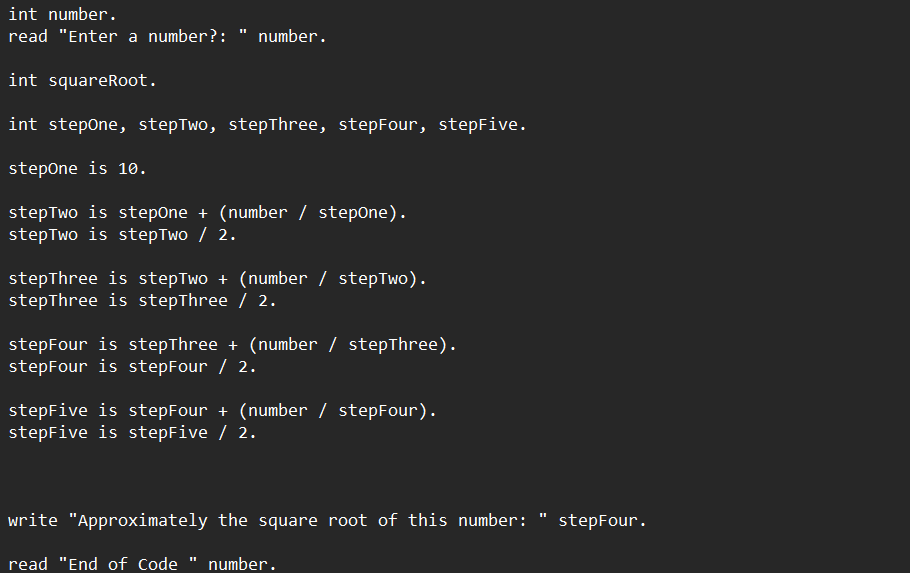 int number.
read "Enter a number?: " number.
int squareRoot.
int stepOne, stepTwo, stepThree, stepFour, stepFive.
stepOne is 10.
stepTwo is stepOne + (number / stepOne).
stepTwo is stepTwo / 2.
stepThree is stepTwo + (number / stepTwo).
stepThree is stepThree / 2.
stepFour is stepThree + (number / stepThree).
stepFour is stepFour / 2.
stepFive is stepFour + (number / stepFour).
stepFive is stepFive / 2.
write "Approximately the square root of this number: " stepFour.
read "End of Code " number.